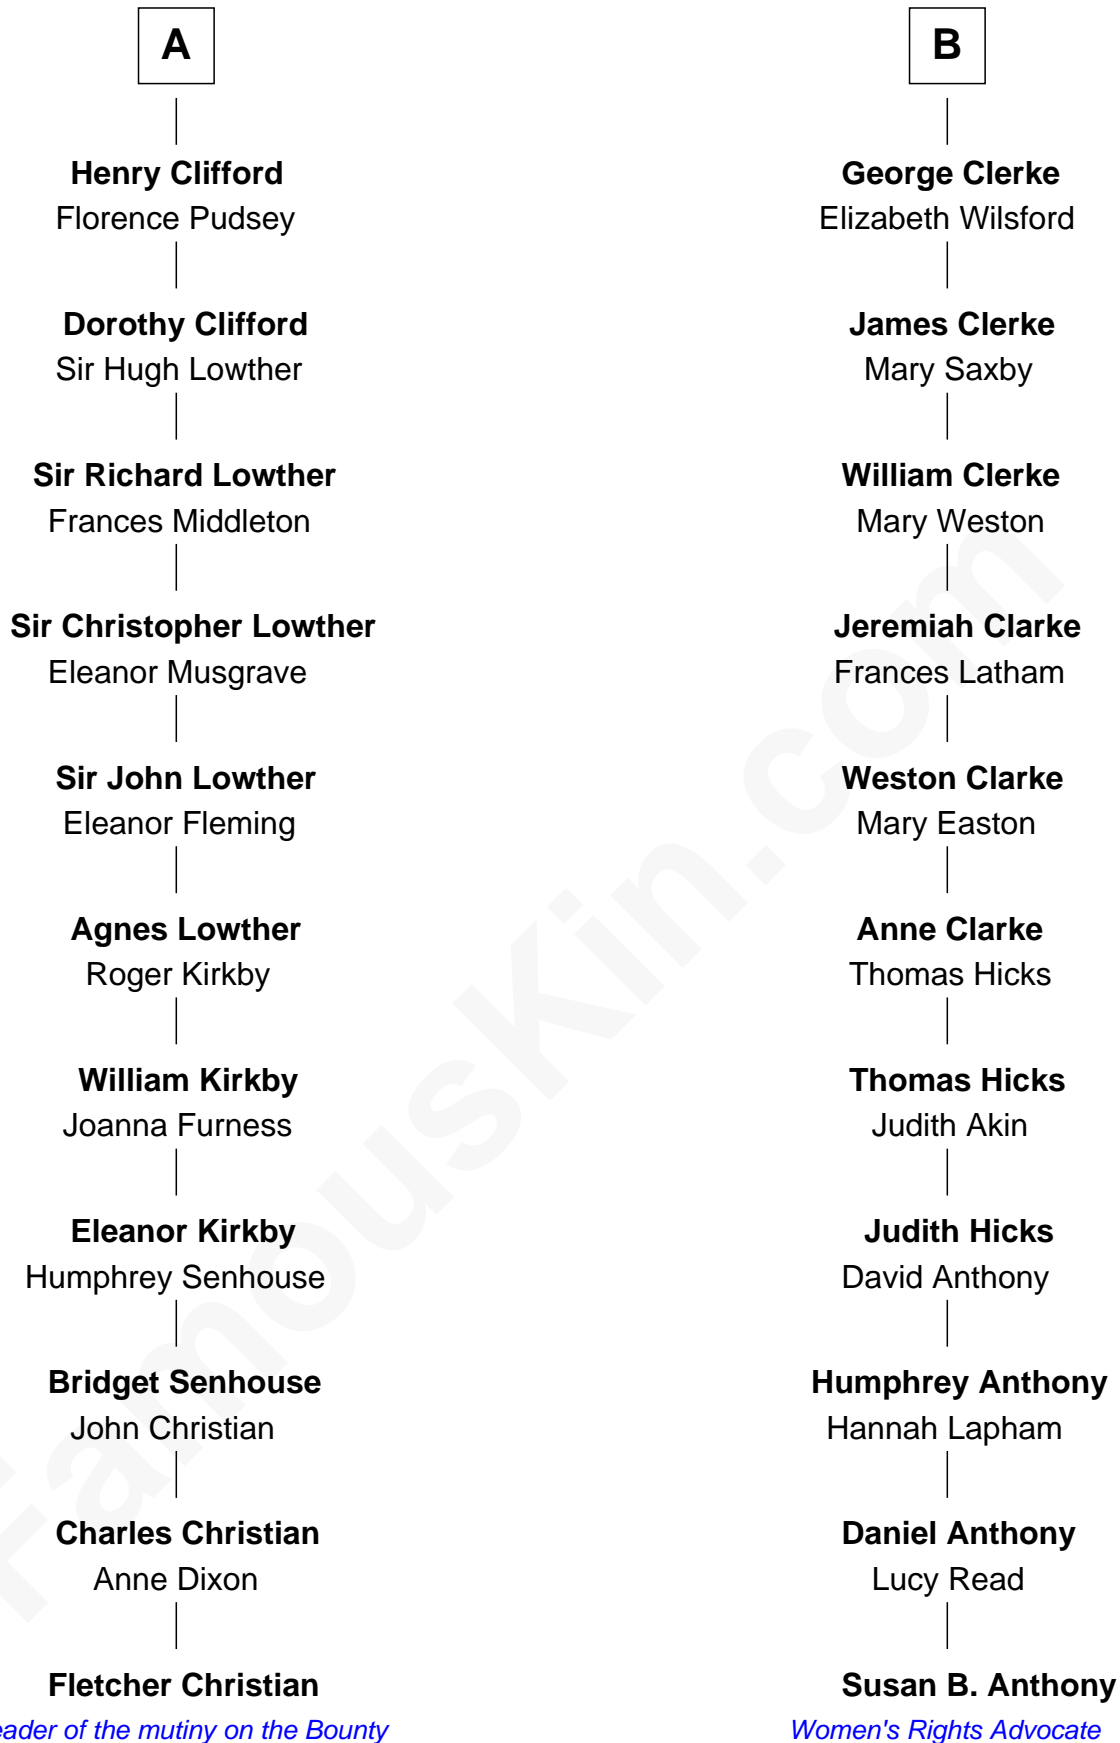 A
Henry Clifford
Florence Pudsey
Dorothy Clifford
Sir Hugh Lowther
Sir Richard Lowther
Frances Middleton
Sir Christopher Lowther
Eleanor Musgrave
Sir John Lowther
Eleanor Fleming
Agnes Lowther
Roger Kirkby
William Kirkby
Joanna Furness
Eleanor Kirkby
Humphrey Senhouse
Bridget Senhouse
John Christian
Charles Christian
Anne Dixon
Fletcher Christian
eader of the mutiny on the Bounty
B
George Clerke
Elizabeth Wilsford
James Clerke
Mary Saxby
William Clerke
Mary Weston
Jeremiah Clarke
Frances Latham
Weston Clarke
Mary Easton
Anne Clarke
Thomas Hicks
Thomas Hicks
Judith Akin
Judith Hicks
David Anthony
Humphrey Anthony
Hannah Lapham
Daniel Anthony
Lucy Read
Susan B. Anthony
Women's Rights Advocate
FamousKin.com